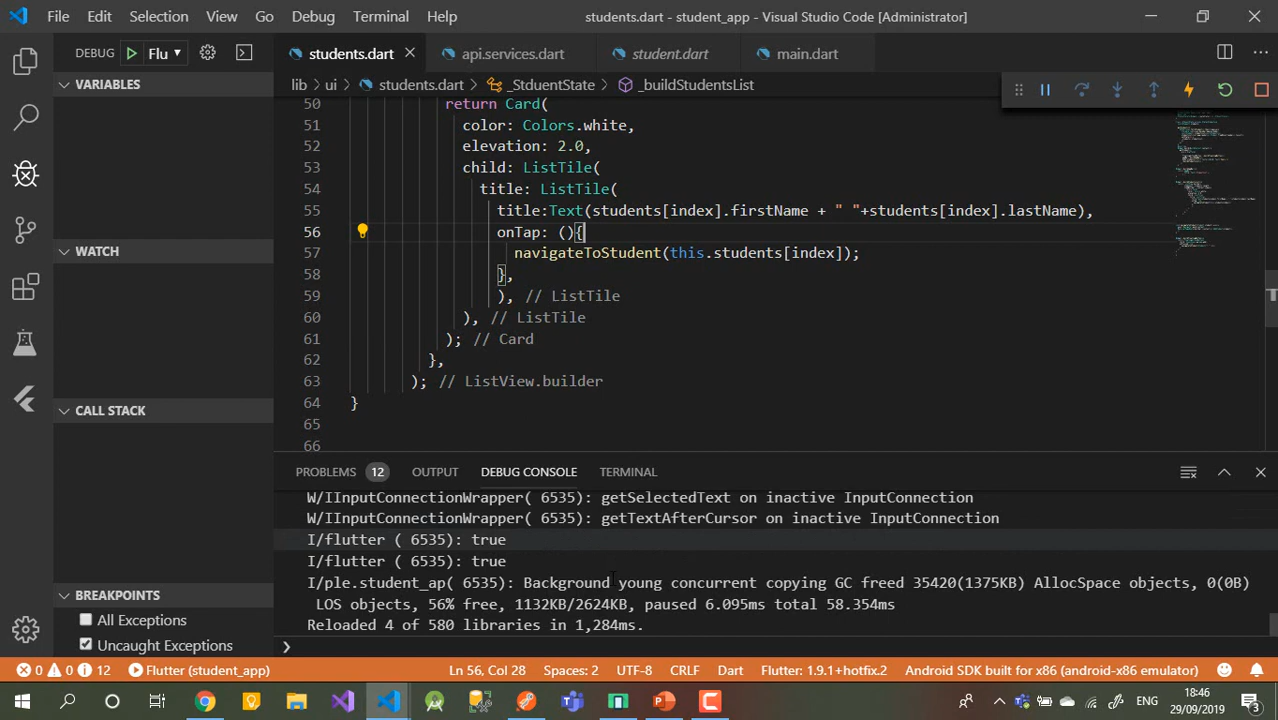 File Edit Selection View Go Debug Terminal Help
students.dart - student_app - Visual Studio Code [Administrator]
DEBUG Flu
students.dart api.services.dart student.dart main.dart
VARIABLES
lib ui students.dart _StduentState _buildStudentsList
50 return Card(
51 color: Colors.white,
52 elevation: 2.0,
53 child: ListTile(
54 title: ListTile(
55 title:Text(students[index].firstName + " "+students[index].lastName),
56 onTap: (){
57 navigateToStudent(this.students[index]);
58 },
59 ), // ListTile
60 ), // ListTile
61 ); // Card
62 },
63 ); // ListView.builder
64 }
65
66
WATCH
CALL STACK
BREAKPOINTS
All Exceptions
Uncaught Exceptions
PROBLEMS 12 OUTPUT DEBUG CONSOLE TERMINAL
W/IInputConnectionWrapper( 6535): getSelectedText on inactive InputConnection
W/IInputConnectionWrapper( 6535): getTextAfterCursor on inactive InputConnection
I/flutter ( 6535): true
I/flutter ( 6535): true
I/ple.student_ap( 6535): Background young concurrent copying GC freed 35420(1375KB) AllocSpace objects, 0(0B)
LOS objects, 56% free, 1132KB/2624KB, paused 6.095ms total 58.354ms
Reloaded 4 of 580 libraries in 1,284ms.
0 0 12 Flutter (student_app) Ln 56, Col 28 Spaces: 2 UTF-8 CRLF Dart Flutter: 1.9.1+hotfix.2 Android SDK built for x86 (android-x86 emulator)
ENG
18:46
29/09/2019
3